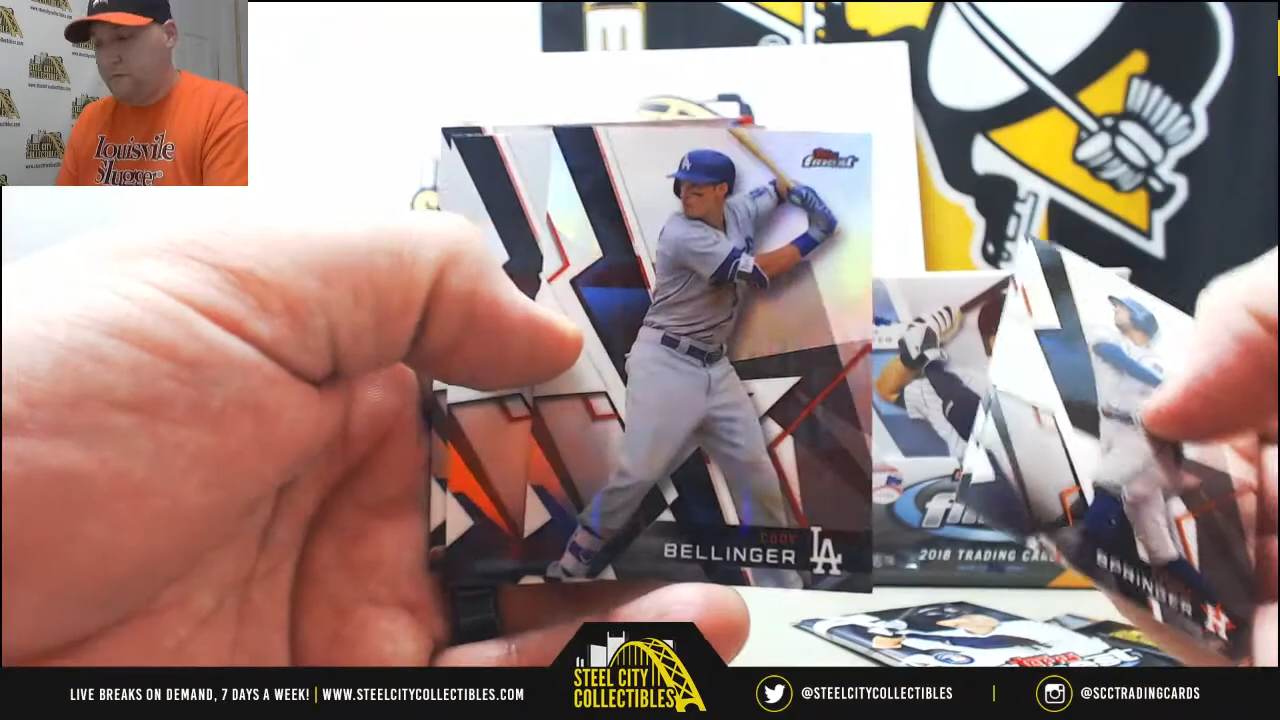 Louisville
Slugger
Topps
finest
CODY
BELLINGER
LA
SPRINGER
H
2018 TRADING CAR
STEEL CITY
COLLECTIBLES
LIVE BREAKS ON DEMAND, 7 DAYS A WEEK! | WWW.STEELCITYCOLLECTIBLES.COM
@STEELCITYCOLLECTIBLES
@SCCTRADINGCARDS